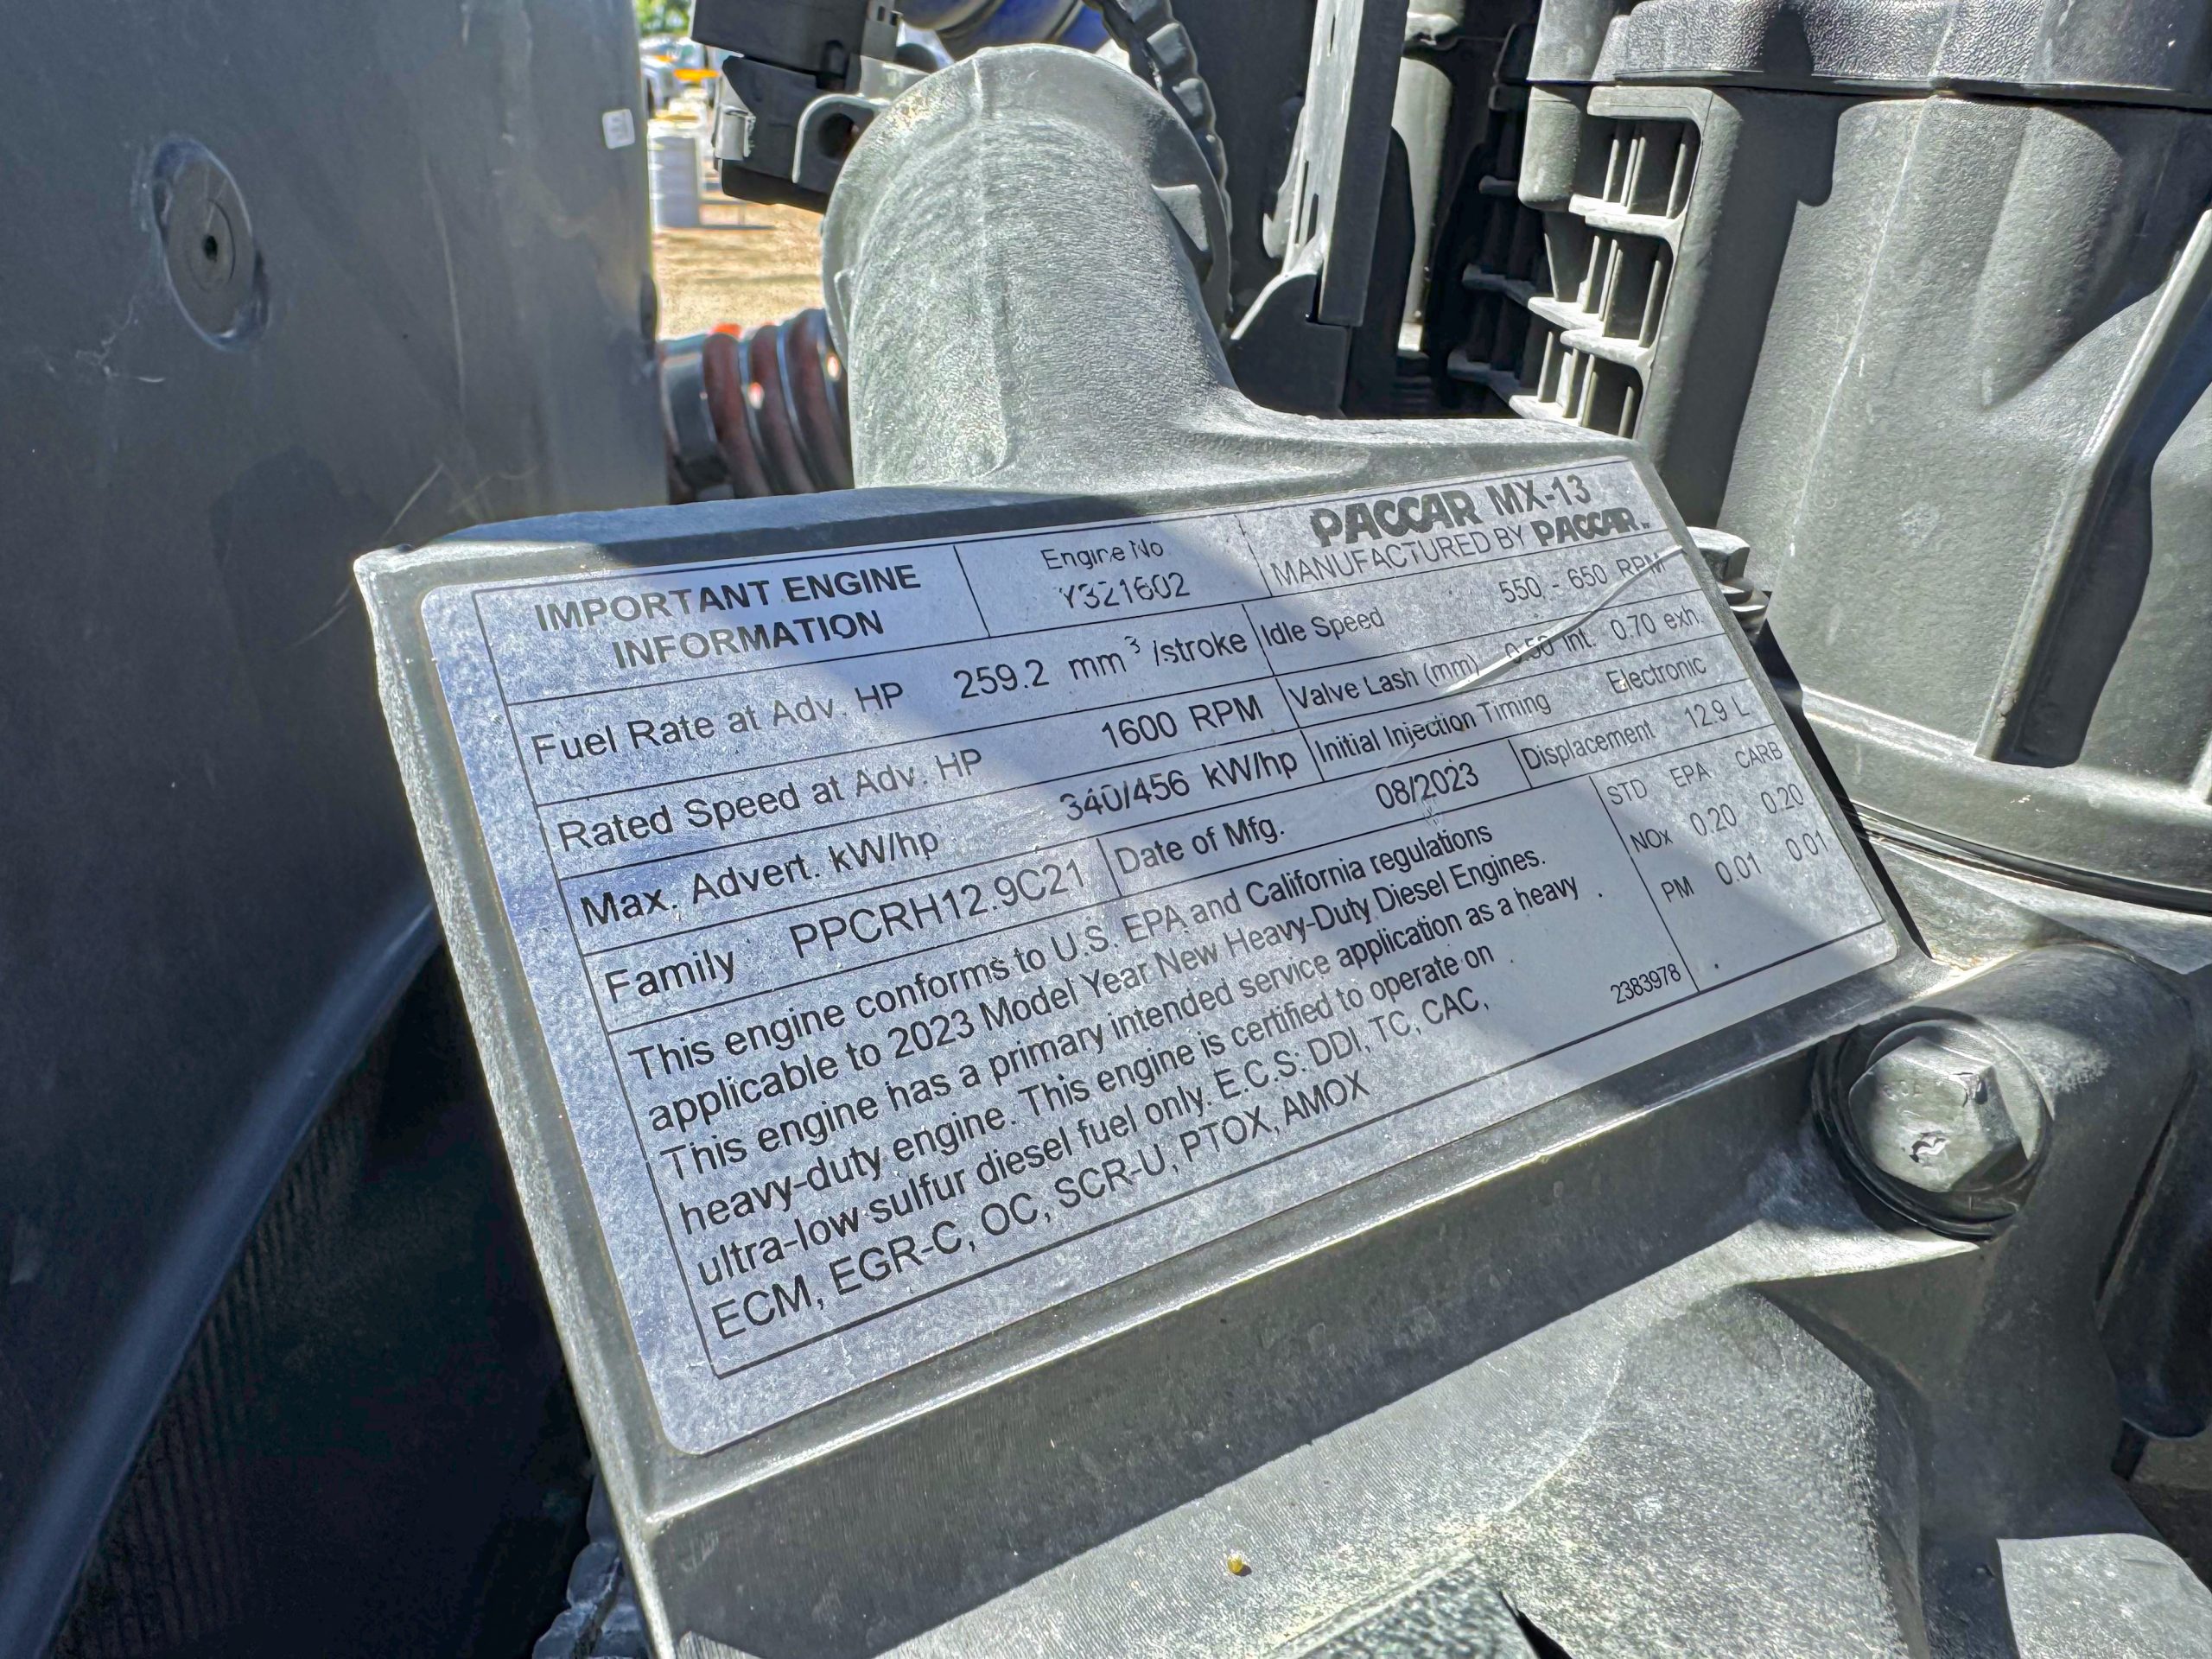 IMPORTANT ENGINE
INFORMATION
Engine No
Y321602
PACCAR MX-13
MANUFACTURED BY PACCAR
Fuel Rate at Adv. HP 259.2 mm³ /stroke
Idle Speed 550 - 650 RPM
Rated Speed at Adv. HP 1600 RPM
Valve Lash (mm) 0.50 int. 0.70 exh.
Max. Advert. kW/hp 340/456 kW/hp
Initial Injection Timing Electronic
Family PPCRH12.9C21
Date of Mfg. 08/2023
Displacement 12.9 L
This engine conforms to U.S. EPA and California regulations
applicable to 2023 Model Year New Heavy-Duty Diesel Engines.
This engine has a primary intended service application as a heavy
heavy-duty engine. This engine is certified to operate on
ultra-low sulfur diesel fuel only. E.C.S: DDI, TC, CAC,
ECM, EGR-C, OC, SCR-U, PTOX, AMOX
STD EPA CARB
NOx 0.20 0.20
PM 0.01 0.01
2383978